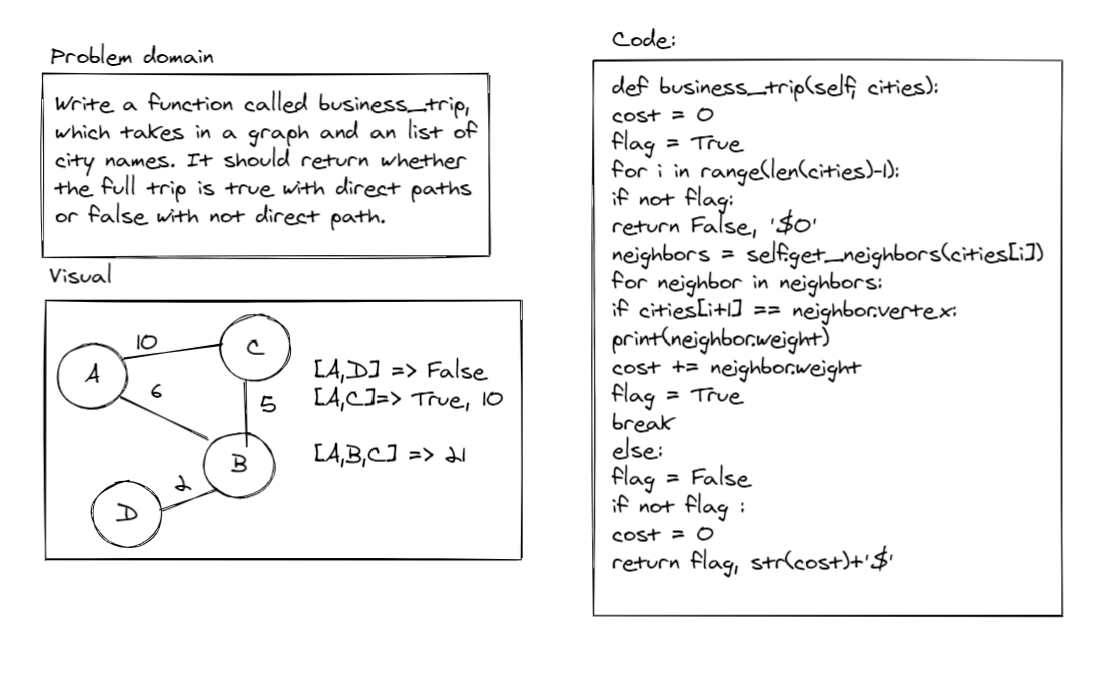 Problem domain
Write a function called business_trip,
which takes in a graph and an list of
city names. It should return whether
the full trip is true with direct paths
or false with not direct path.
Visual
10
C
A
6
5
B
2
D
[A,D] => False
[A,C]=> True, 10
[A,B,C] => 21
Code:
def business_trip(self, cities):
cost = 0
flag = True
for i in range(len(cities)-1):
if not flag:
return False, '$0'
neighbors = self.get_neighbors(cities[i])
for neighbor in neighbors:
if cities[i+1] == neighbor.vertex:
print(neighbor.weight)
cost += neighbor.weight
flag = True
break
else:
flag = False
if not flag :
cost = 0
return flag, str(cost)+'$'